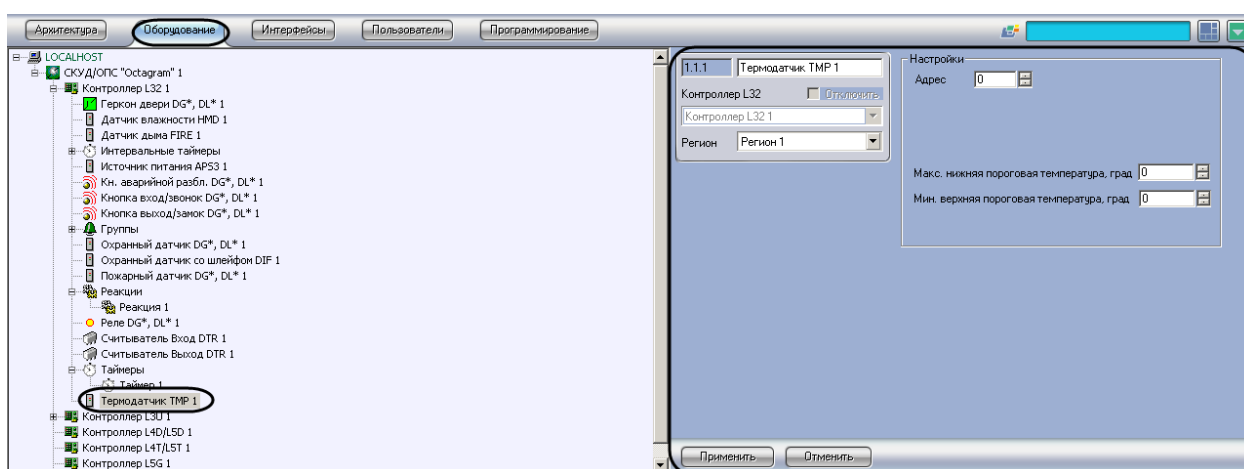 Архитектура Оборудование Интерфейсы Пользователи Программирование
LOCALHOST
СКУД/ОПС "Octagram" 1
Контроллер L32 1
Геркон двери DG*, DL* 1
Датчик влажности HMD 1
Датчик дыма FIRE 1
Интервальные таймеры
Источник питания APS3 1
Кн. аварийной разбл. DG*, DL* 1
Кнопка вход/звонок DG*, DL* 1
Кнопка выход/замок DG*, DL* 1
Группы
Охранный датчик DG*, DL* 1
Охранный датчик со шлейфом DIF 1
Пожарный датчик DG*, DL* 1
Реакции
Реакция 1
Реле DG*, DL* 1
Считыватель Вход DTR 1
Считыватель Выход DTR 1
Таймеры
Таймер 1
Термодатчик TMP 1
Контроллер L3U 1
Контроллер L4D/L5D 1
Контроллер L4T/L5T 1
Контроллер L5G 1
1.1.1 Термодатчик TMP 1
Контроллер L32 Отключить
Контроллер L32 1
Регион Регион 1
Настройки
Адрес 0
Макс. нижняя пороговая температура, град 0
Мин. верхняя пороговая температура, град 0
Применить Отменить